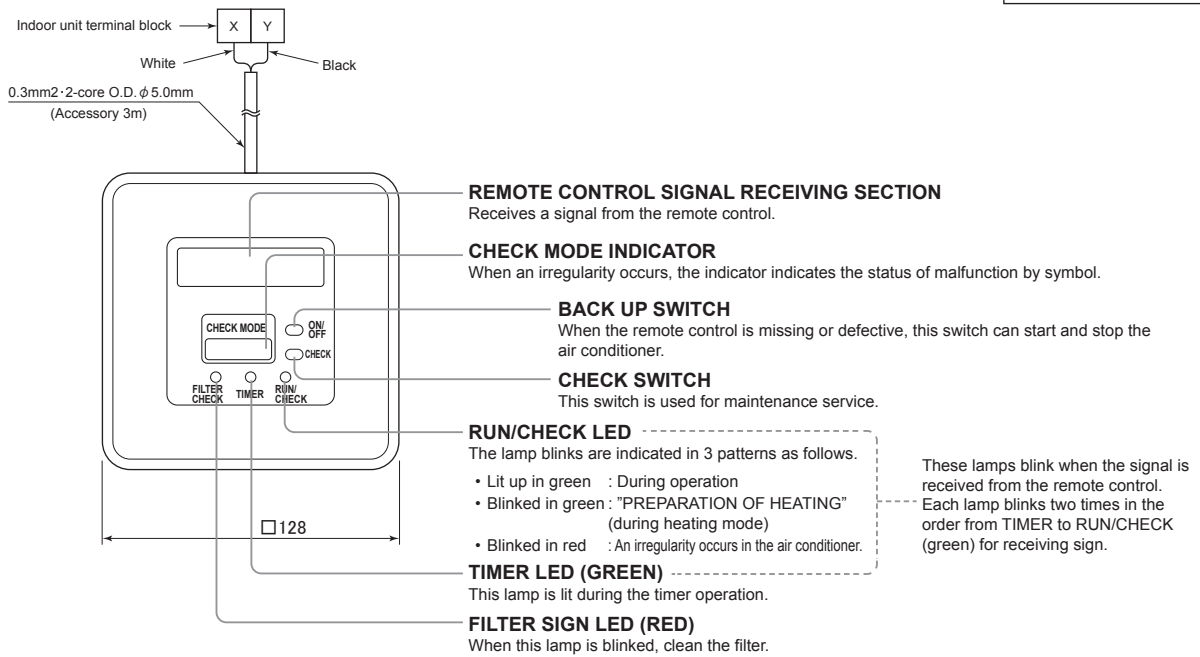 Indoor unit terminal block
X Y
White
Black
0.3mm2･2-core O.D.ϕ5.0mm
(Accessory 3m)
REMOTE CONTROL SIGNAL RECEIVING SECTION
Receives a signal from the remote control.
CHECK MODE INDICATOR
When an irregularity occurs, the indicator indicates the status of malfunction by symbol.
BACK UP SWITCH
When the remote control is missing or defective, this switch can start and stop the
air conditioner.
CHECK SWITCH
This switch is used for maintenance service.
CHECK MODE
ON/
OFF
CHECK
FILTER
CHECK
TIMER
RUN/
CHECK
□128
RUN/CHECK LED
The lamp blinks are indicated in 3 patterns as follows.
• Lit up in green : During operation
• Blinked in green : ”PREPARATION OF HEATING”
(during heating mode)
• Blinked in red : An irregularity occurs in the air conditioner.
These lamps blink when the signal is
received from the remote control.
Each lamp blinks two times in the
order from TIMER to RUN/CHECK
(green) for receiving sign.
TIMER LED (GREEN)
This lamp is lit during the timer operation.
FILTER SIGN LED (RED)
When this lamp is blinked, clean the filter.